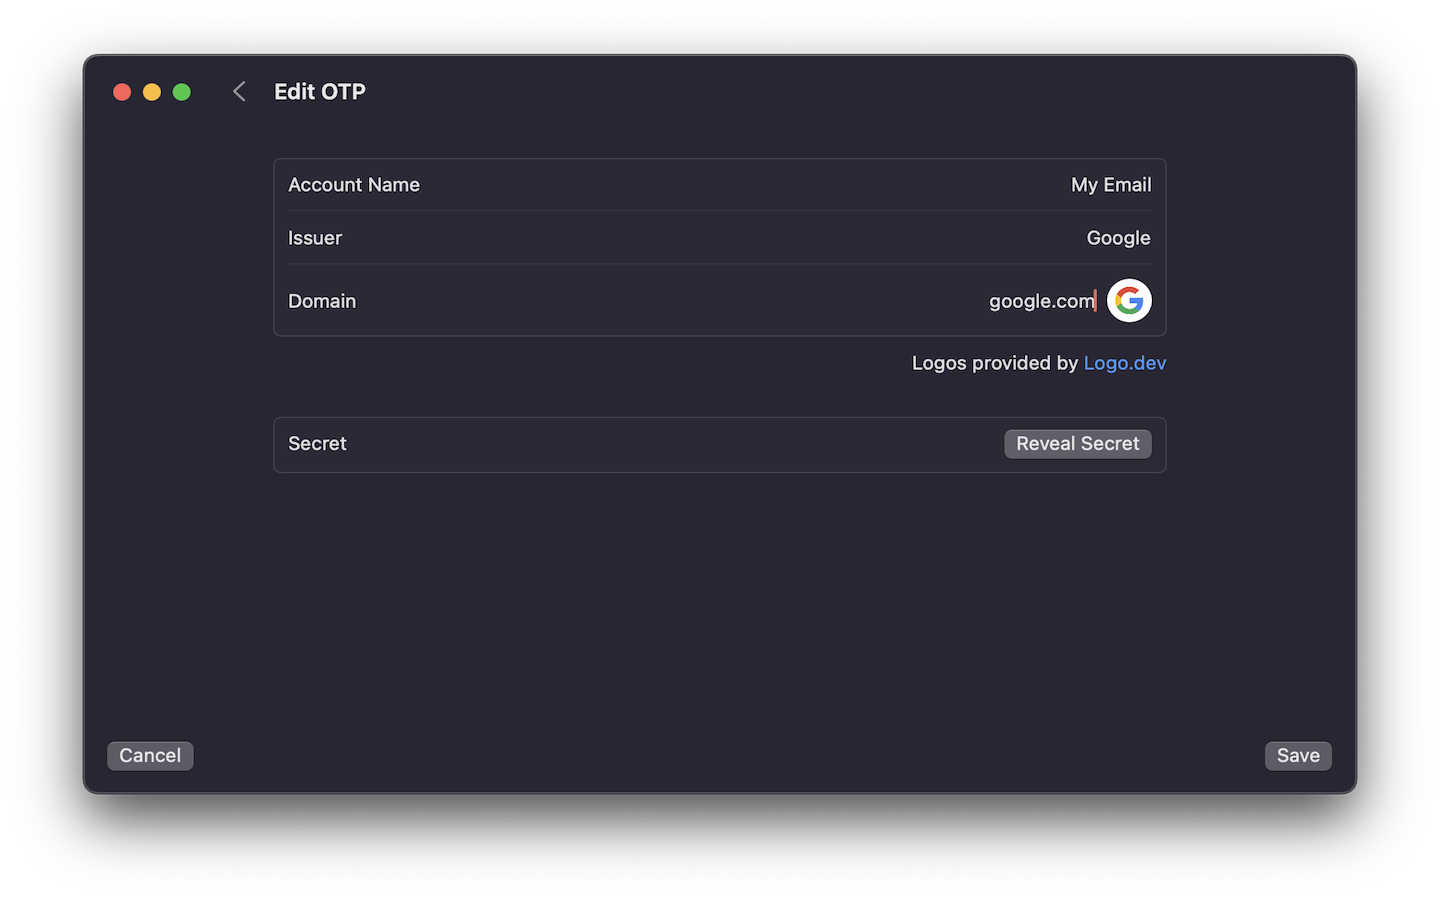 Edit OTP
Account Name My Email
Issuer Google
Domain google.com
Logos provided by Logo.dev
Secret Reveal Secret
Cancel Save